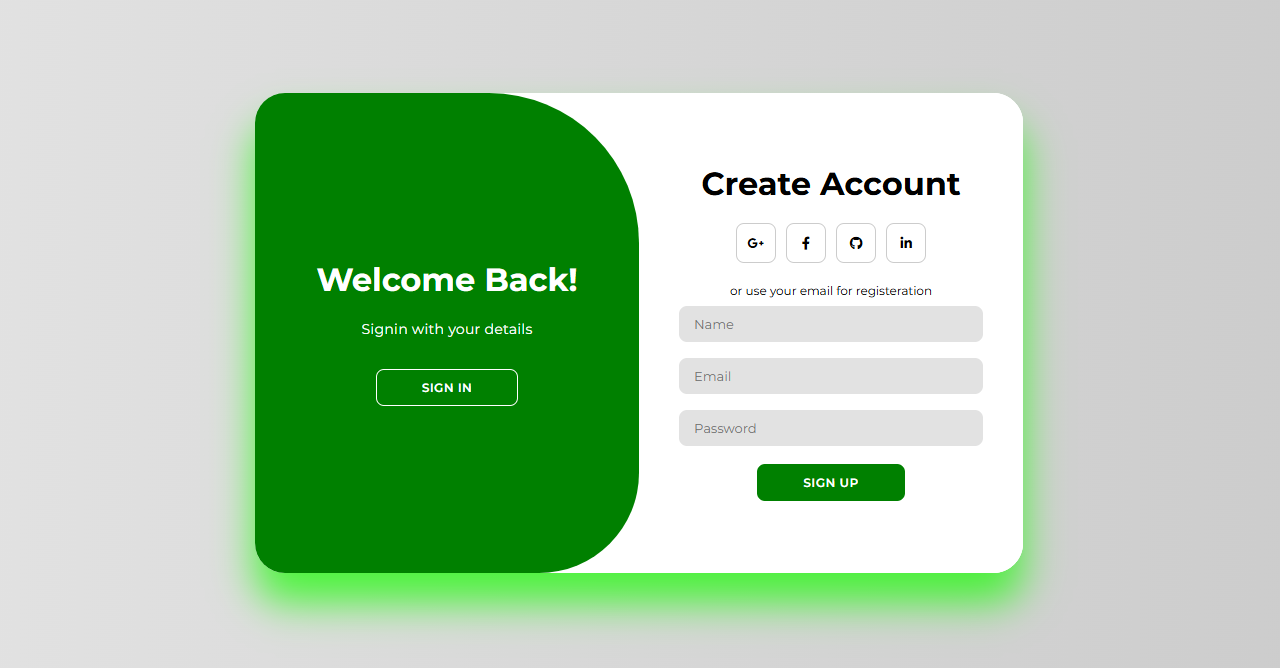 Welcome Back!
Signin with your details
SIGN IN
Create Account
G+
f
in
or use your email for registeration
Name
Email
Password
SIGN UP